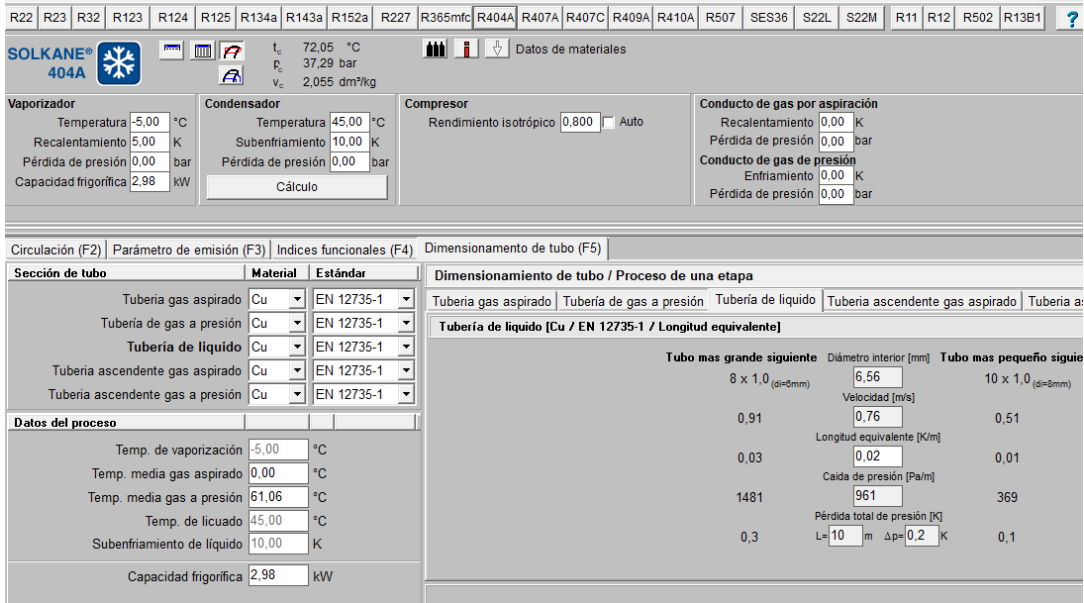 R22 R23 R32 R123 R124 R125 R134a R143a R152a R227 R365mfc R404A R407A R407C R409A R410A R507 SES36 S22L S22M R11 R12 R502 R13B1 ?
SOLKANE®
404A
tc 72,05 °C
pc 37,29 bar
vc 2,055 dm³/kg
Datos de materiales
Vaporizador
Temperatura -5,00 °C
Recalentamiento 5,00 K
Pérdida de presión 0,00 bar
Capacidad frigorífica 2,98 kW
Condensador
Temperatura 45,00 °C
Subenfriamiento 10,00 K
Pérdida de presión 0,00 bar
Cálculo
Compresor
Rendimiento isotrópico 0,800 Auto
Conducto de gas por aspiración
Recalentamiento 0,00 K
Pérdida de presión 0,00 bar
Conducto de gas de presión
Enfriamiento 0,00 K
Pérdida de presión 0,00 bar
Circulación (F2) Parámetro de emisión (F3) Indices funcionales (F4) Dimensionamento de tubo (F5)
Sección de tubo Material Estándar
Tuberia gas aspirado Cu EN 12735-1
Tubería de gas a presión Cu EN 12735-1
Tubería de liquido Cu EN 12735-1
Tuberia ascendente gas aspirado Cu EN 12735-1
Tuberia ascendente gas a presión Cu EN 12735-1
Datos del proceso
Temp. de vaporización -5,00 °C
Temp. media gas aspirado 0,00 °C
Temp. media gas a presión 61,06 °C
Temp. de licuado 45,00 °C
Subenfriamiento de líquido 10,00 K
Capacidad frigorífica 2,98 kW
Dimensionamiento de tubo / Proceso de una etapa
Tuberia gas aspirado Tubería de gas a presión Tubería de liquido Tuberia ascendente gas aspirado Tuberia as
Tubería de liquido [Cu / EN 12735-1 / Longitud equivalente]
Tubo mas grande siguiente Diámetro interior [mm] Tubo mas pequeño siguie
8 x 1,0 (di=6mm) 6,56 10 x 1,0 (di=8mm)
Velocidad [m/s]
0,91 0,76 0,51
Longitud equivalente [K/m]
0,03 0,02 0,01
Caida de presión [Pa/m]
1481 961 369
Pérdida total de presión [K]
0,3 L= 10 m Δp= 0,2 K 0,1